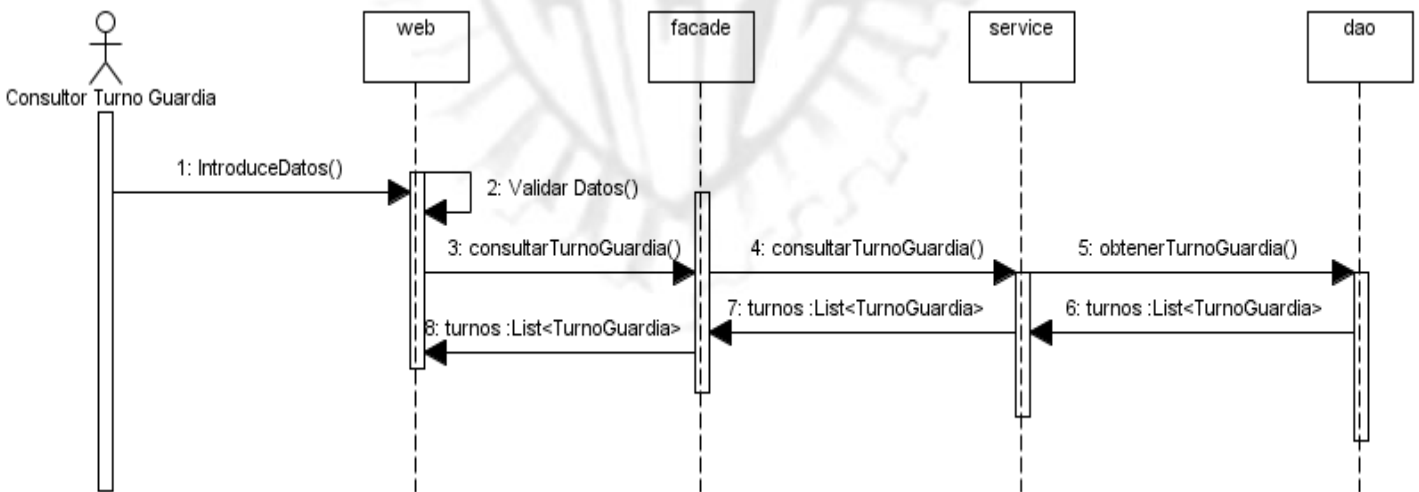 web
facade
service
dao
Consultor Turno Guardia
1: IntroduceDatos()
2: Validar Datos()
3: consultarTurnoGuardia()
4: consultarTurnoGuardia()
5: obtenerTurnoGuardia()
6: turnos :List<TurnoGuardia>
7: turnos :List<TurnoGuardia>
8: turnos :List<TurnoGuardia>